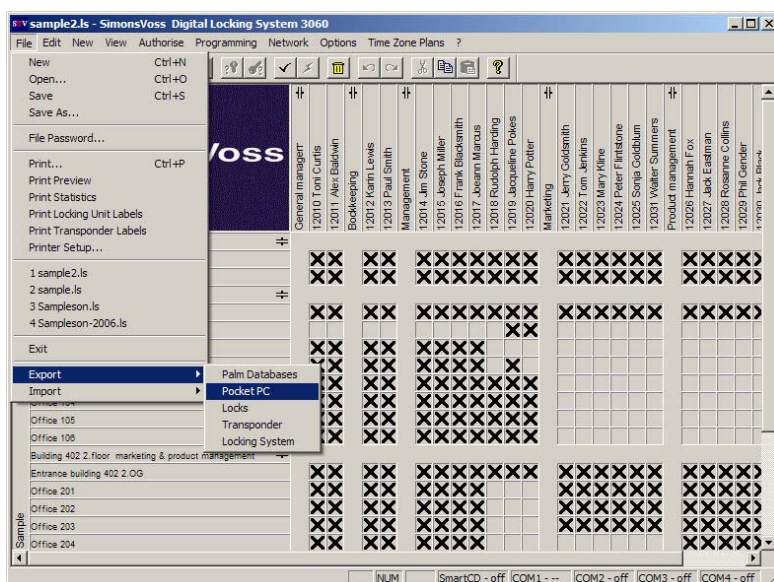 sample2.ls - SimonsVoss Digital Locking System 3060
File Edit New View Authorise Programming Network Options Time Zone Plans ?
New Ctrl+N
Open... Ctrl+O
Save Ctrl+S
Save As...
File Password...
Print... Ctrl+P
Print Preview
Print Statistics
Print Locking Unit Labels
Print Transponder Labels
Printer Setup...
1 sample2.ls
2 sample.ls
3 Sampleson.ls
4 Sampleson-2006.ls
Exit
Export
Import
Palm Databases
Pocket PC
Locks
Transponder
Locking System
Voss
General managerr
12010 Toni Curtis
12011 Alex Baldwin
Bookkeeping
12012 Karin Lewis
12013 Paul Smith
Management
12014 Jim Stone
12015 Joseph Miller
12016 Frank Blacksmith
12017 Joeann Marcus
12018 Rudolph Harding
12019 Jacqueline Pokes
12020 Harry Potter
Marketing
12021 Jerry Goldsmith
12022 Tom Jenkins
12023 Mary Kline
12024 Peter Flintstone
12025 Sonja Goldblum
12031 Walter Summers
Product management
12026 Hannah Fox
12027 Jack Eastman
12028 Rosanne Collins
12029 Phil Gender
Office 105
Office 106
Building 402 2.floor marketing & product management
Entrance building 402 2.OG
Office 201
Office 202
Office 203
Office 204
Sample
NUM SmartCD - off COM1 - -- COM2 - off COM3 - off COM4 - off